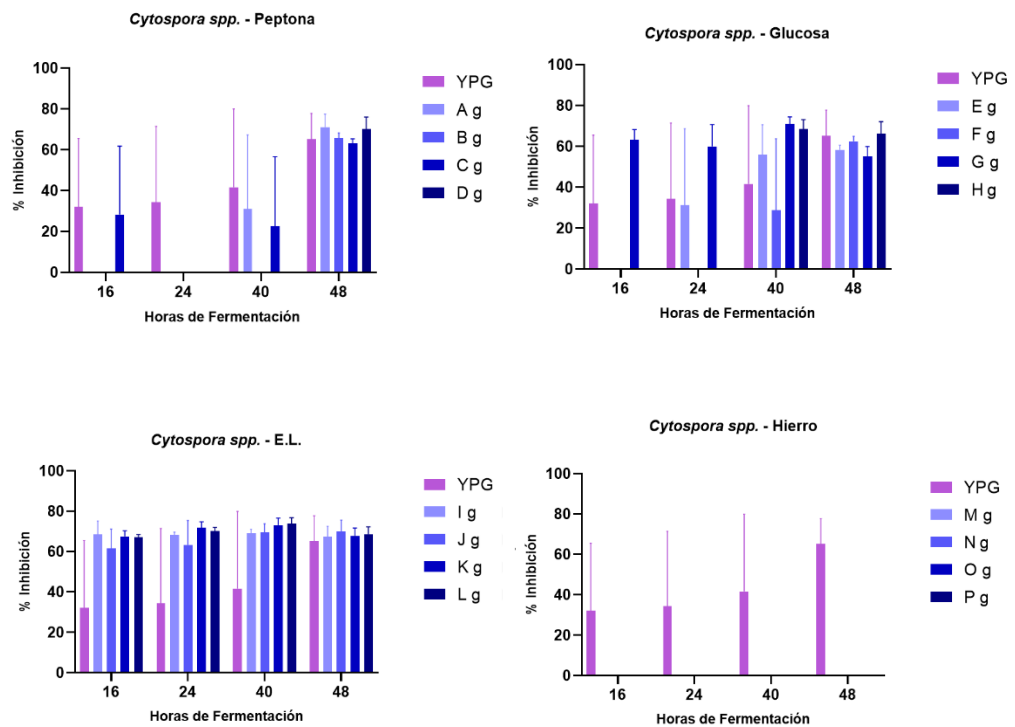 Cytospora spp. - Peptona
% Inhibición
100
80
60
40
20
0
16 24 40 48
Horas de Fermentación
YPG
A g
B g
C g
D g
Cytospora spp. - Glucosa
% Inhibición
100
80
60
40
20
0
16 24 40 48
Horas de Fermentación
YPG
E g
F g
G g
H g
Cytospora spp. - E.L.
% Inhibición
100
80
60
40
20
0
16 24 40 48
Horas de Fermentación
YPG
I g
J g
K g
L g
Cytospora spp. - Hierro
% Inhibición
100
80
60
40
20
0
16 24 40 48
Horas de Fermentación
YPG
M g
N g
O g
P g